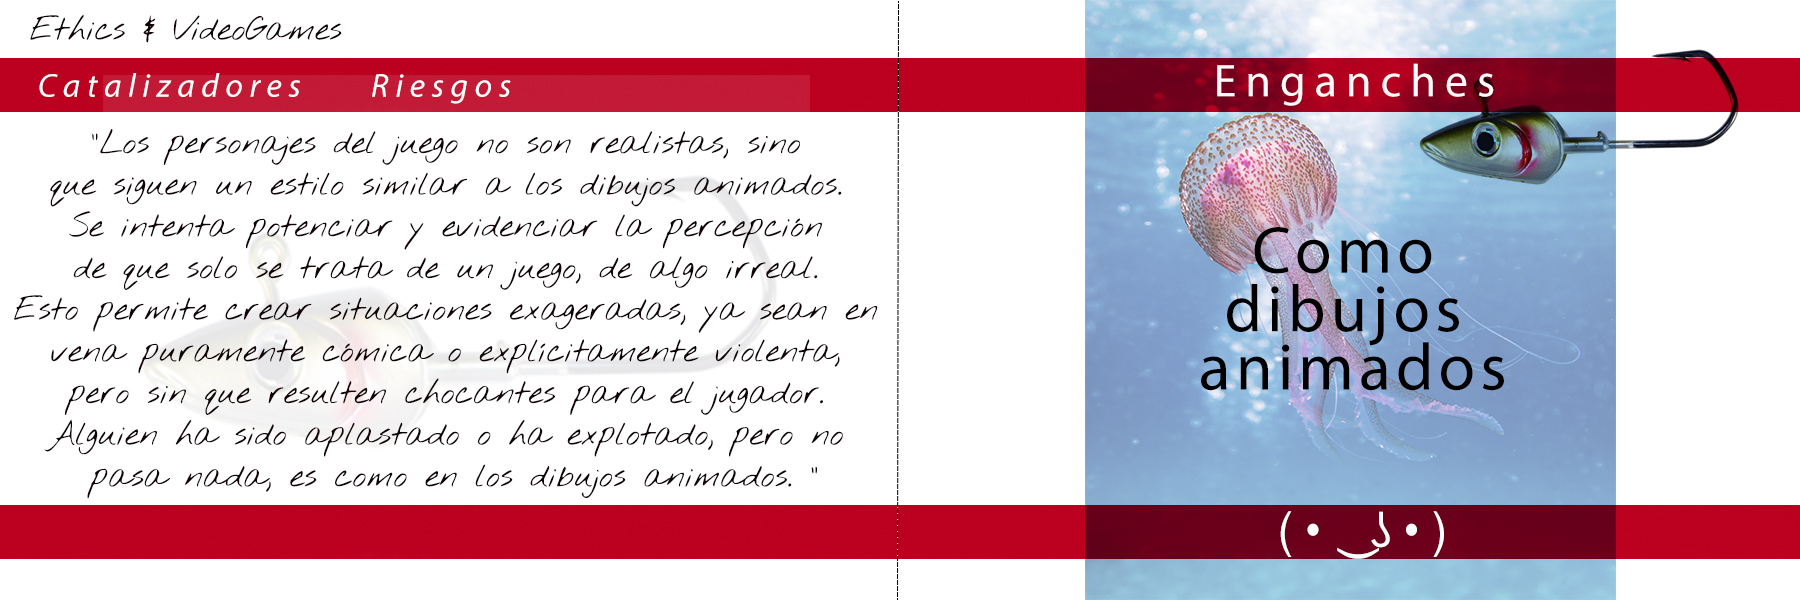 Ethics & VideoGames
Catalizadores Riesgos
"Los personajes del juego no son realistas, sino
que siguen un estilo similar a los dibujos animados.
Se intenta potenciar y evidenciar la percepción
de que solo se trata de un juego, de algo irreal.
Esto permite crear situaciones exageradas, ya sean en
vena puramente cómica o explícitamente violenta,
pero sin que resulten chocantes para el jugador.
Alguien ha sido aplastado o ha explotado, pero no
pasa nada, es como en los dibujos animados. "
Enganches
Como
dibujos
animados
(• ͜ʖ •)